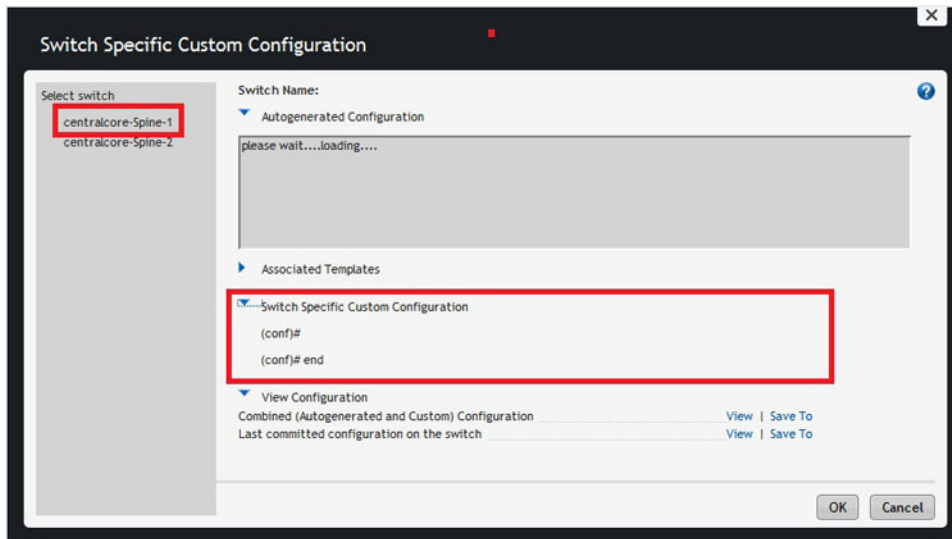 Switch Specific Custom Configuration
Select switch
centralcore-Spine-1
centralcore-Spine-2
Switch Name:
Autogenerated Configuration
please wait....loading....
Associated Templates
Switch Specific Custom Configuration
(conf)#
(conf)# end
View Configuration
Combined (Autogenerated and Custom) Configuration View | Save To
Last committed configuration on the switch View | Save To
OK Cancel